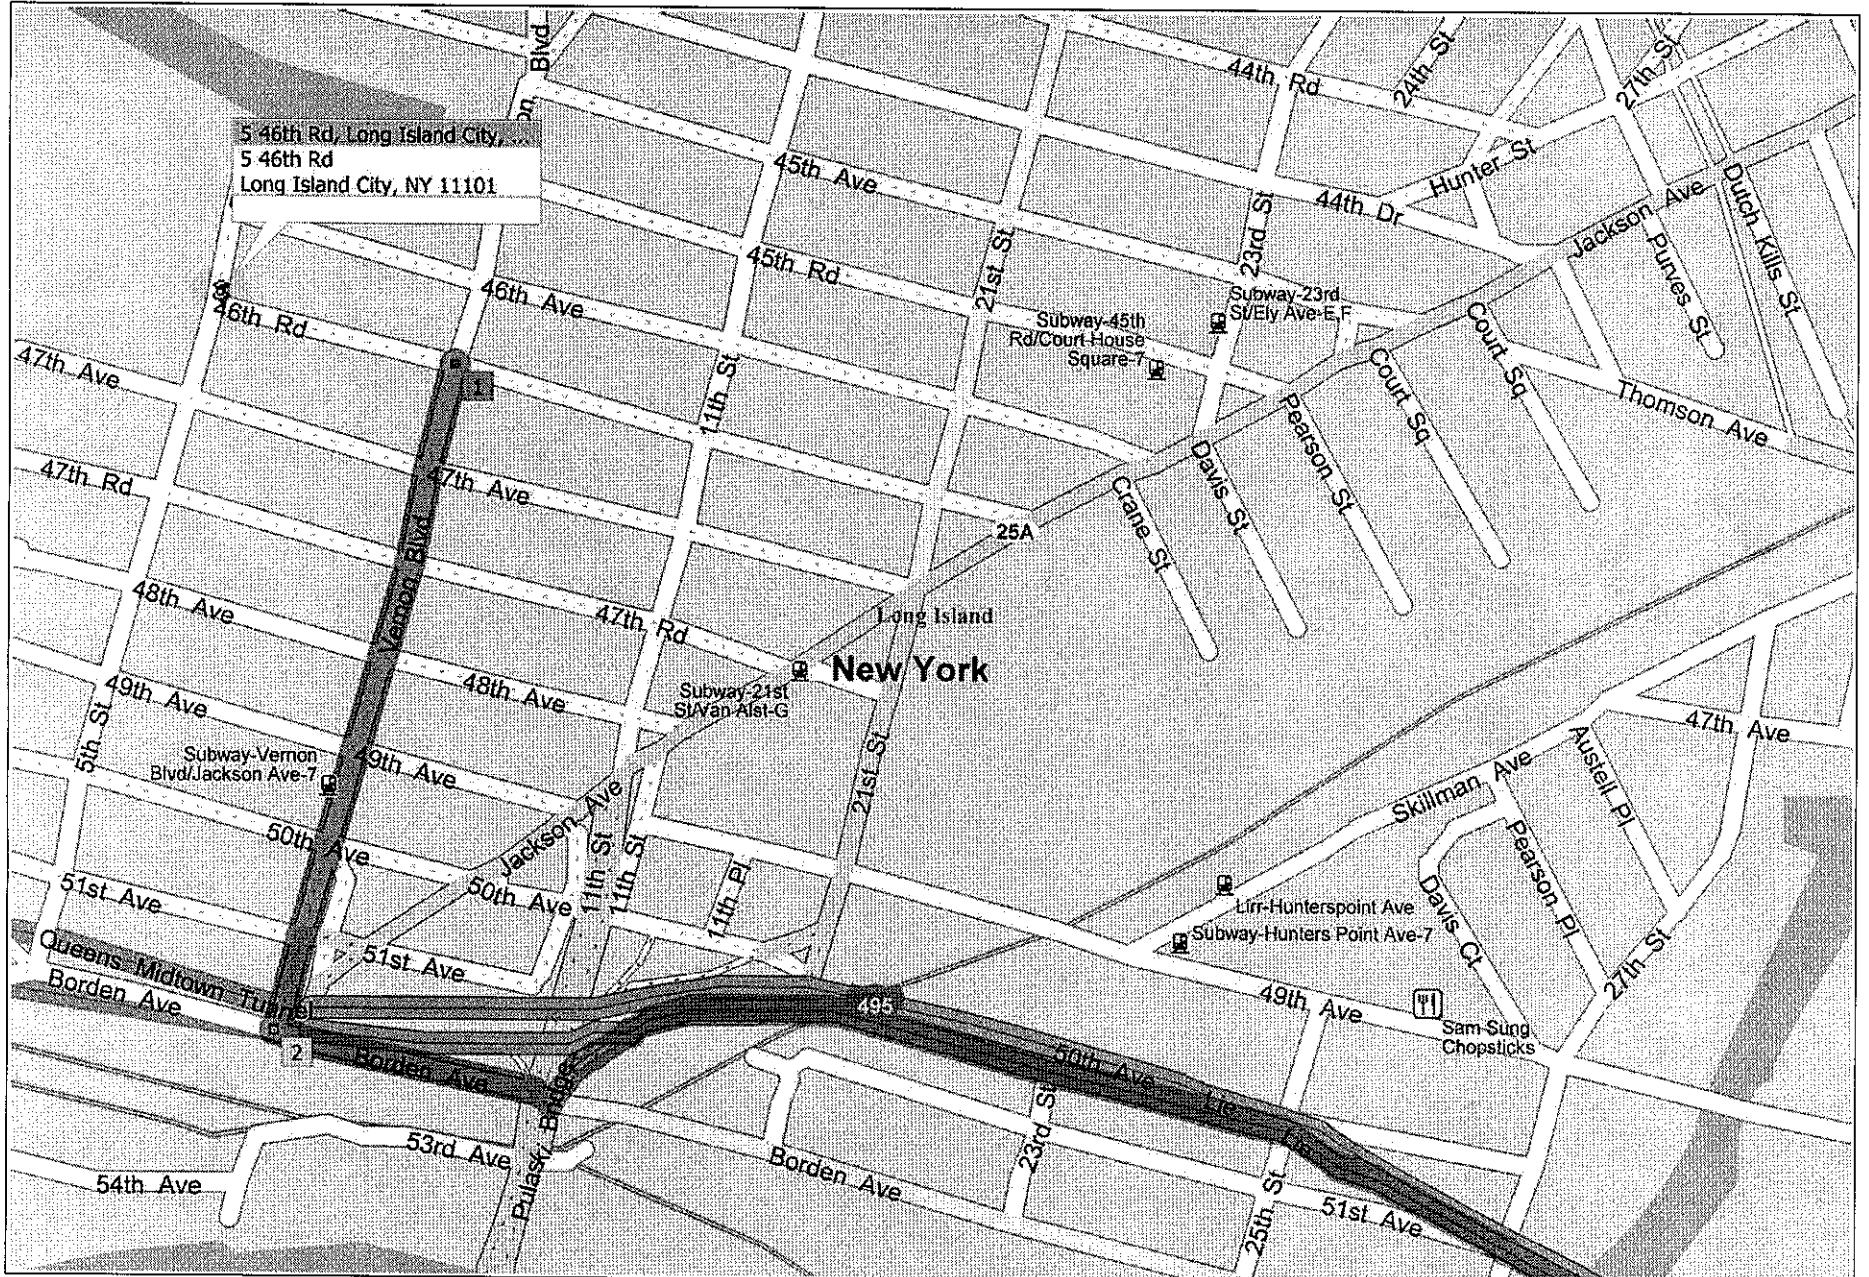 Blvd
on
44th Rd
24th St
27th St
5 46th Rd, Long Island City, ...
5 46th Rd
Long Island City, NY 11101
45th Ave
Hunter St
44th Dr
Jackson Ave
Dutch Kills St
23rd St
Purves St
45th Rd
21st St
46th Ave
46th Rd
Subway-23rd
St/Ely Ave-E,F
Subway-45th
Rd/Court House
Square-7
Court Sq
Court Sq
Thomson Ave
47th Ave
1
11th St
Pearson St
Davis St
Crane St
47th Rd
47th Ave
Vernon Blvd
25A
48th Ave
47th Rd
Long Island
New York
Subway-21st
St/Van Alst-G
49th Ave
48th Ave
5th St
47th Ave
Subway-Vernon
Blvd/Jackson Ave-7
49th Ave
21st St
Austell Pl
Skillman Ave
Jackson Ave
50th Ave
11th St
11th St
Pearson Pl
51st Ave
50th Ave
11th Pl
Davis Ct
Lirr-Hunterspoint Ave
Subway-Hunters Point Ave-7
27th St
Queens Midtown Tunnel
51st Ave
Borden Ave
495
49th Ave
Sam Sung
Chopsticks
2
Borden Ave
50th Ave
Lie
Lie
Pulaski Bridge
53rd Ave
23rd St
54th Ave
Borden Ave
25th St
51st Ave